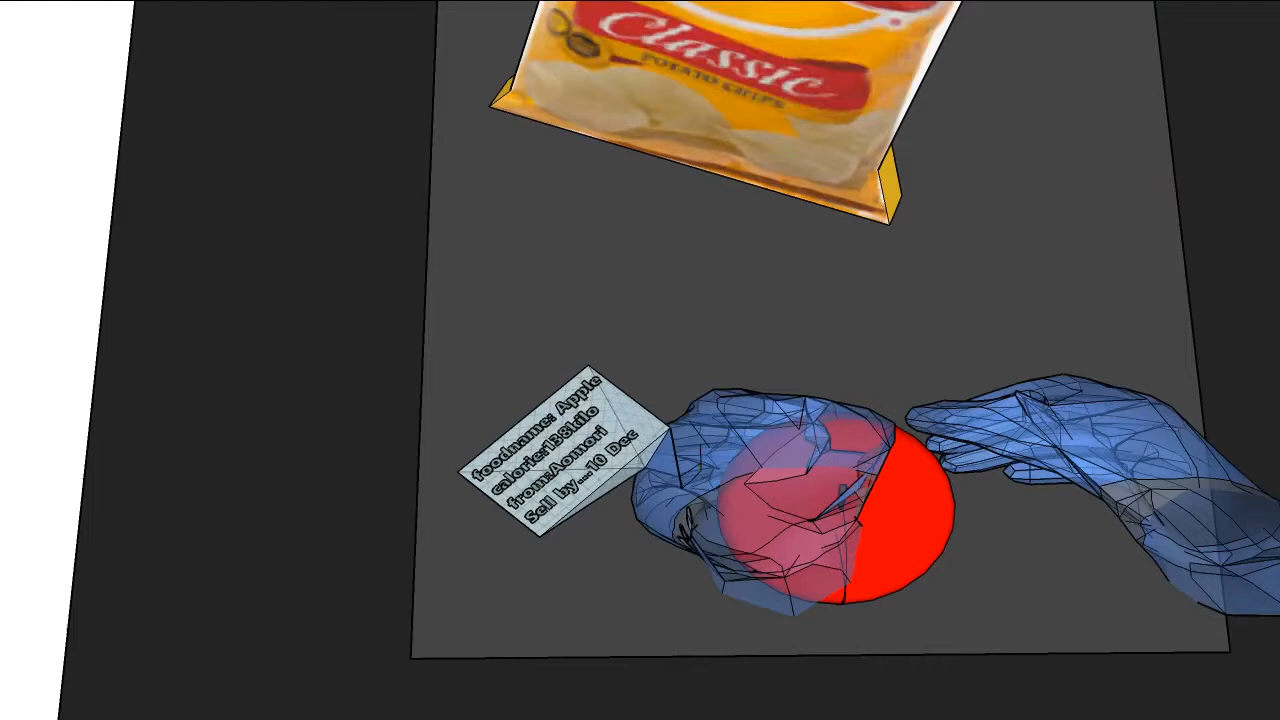 Classic
POTATO CHIPS
foodname: Apple
calorie:138kilo
from:Aomori
Sell by...10 Dec